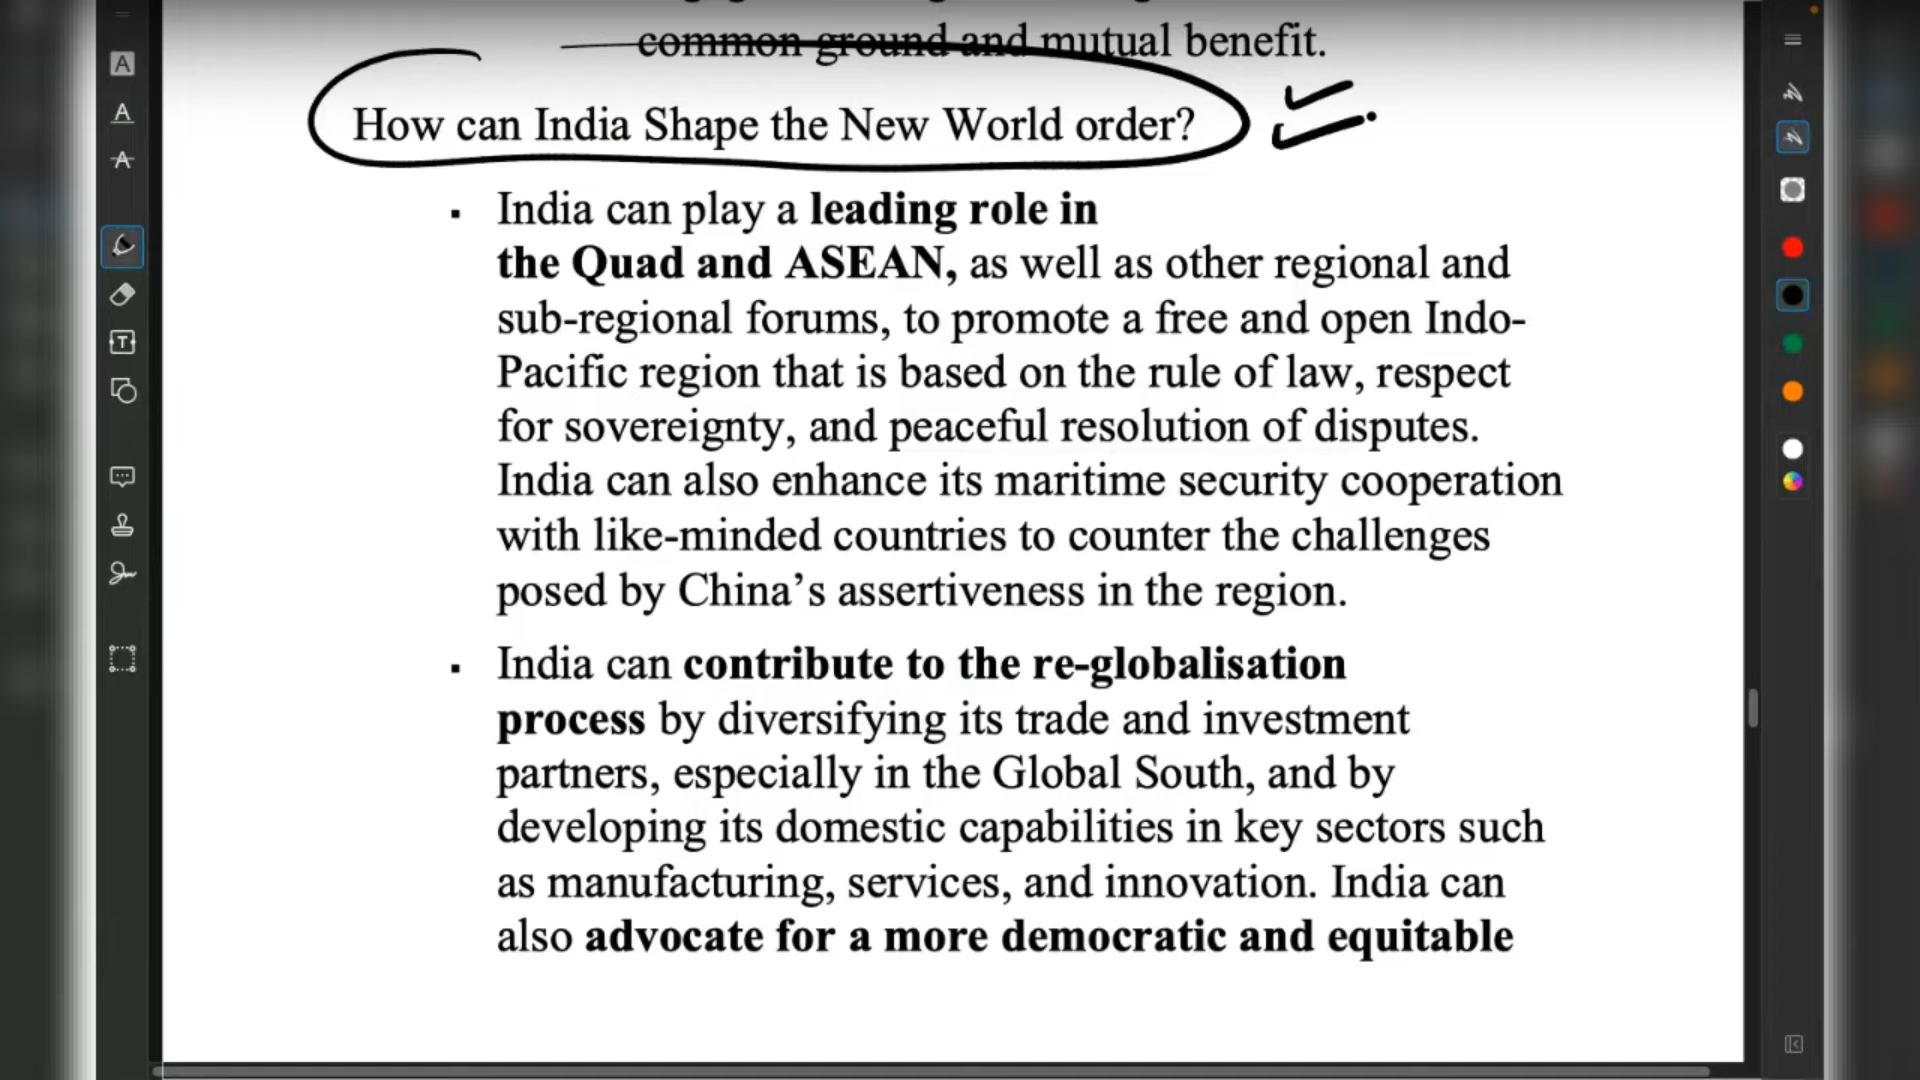 common ground and mutual benefit.
How can India Shape the New World order?
▪ India can play a leading role in
the Quad and ASEAN, as well as other regional and
sub-regional forums, to promote a free and open Indo-
Pacific region that is based on the rule of law, respect
for sovereignty, and peaceful resolution of disputes.
India can also enhance its maritime security cooperation
with like-minded countries to counter the challenges
posed by China’s assertiveness in the region.
▪ India can contribute to the re-globalisation
process by diversifying its trade and investment
partners, especially in the Global South, and by
developing its domestic capabilities in key sectors such
as manufacturing, services, and innovation. India can
also advocate for a more democratic and equitable